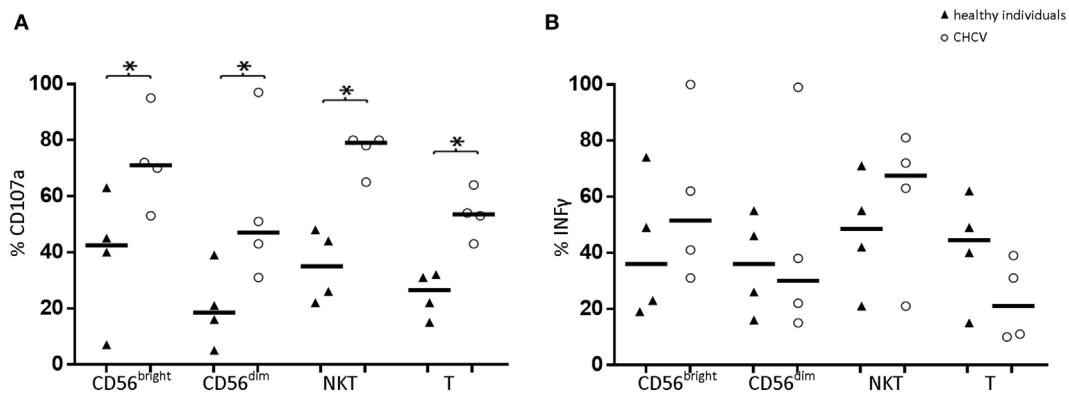 A
B
▲ healthy individuals
○ CHCV
% CD107a
100
80
60
40
20
0
* * * *
CD56bright CD56dim NKT T
% INFγ
100
80
60
40
20
0
CD56bright CD56dim NKT T